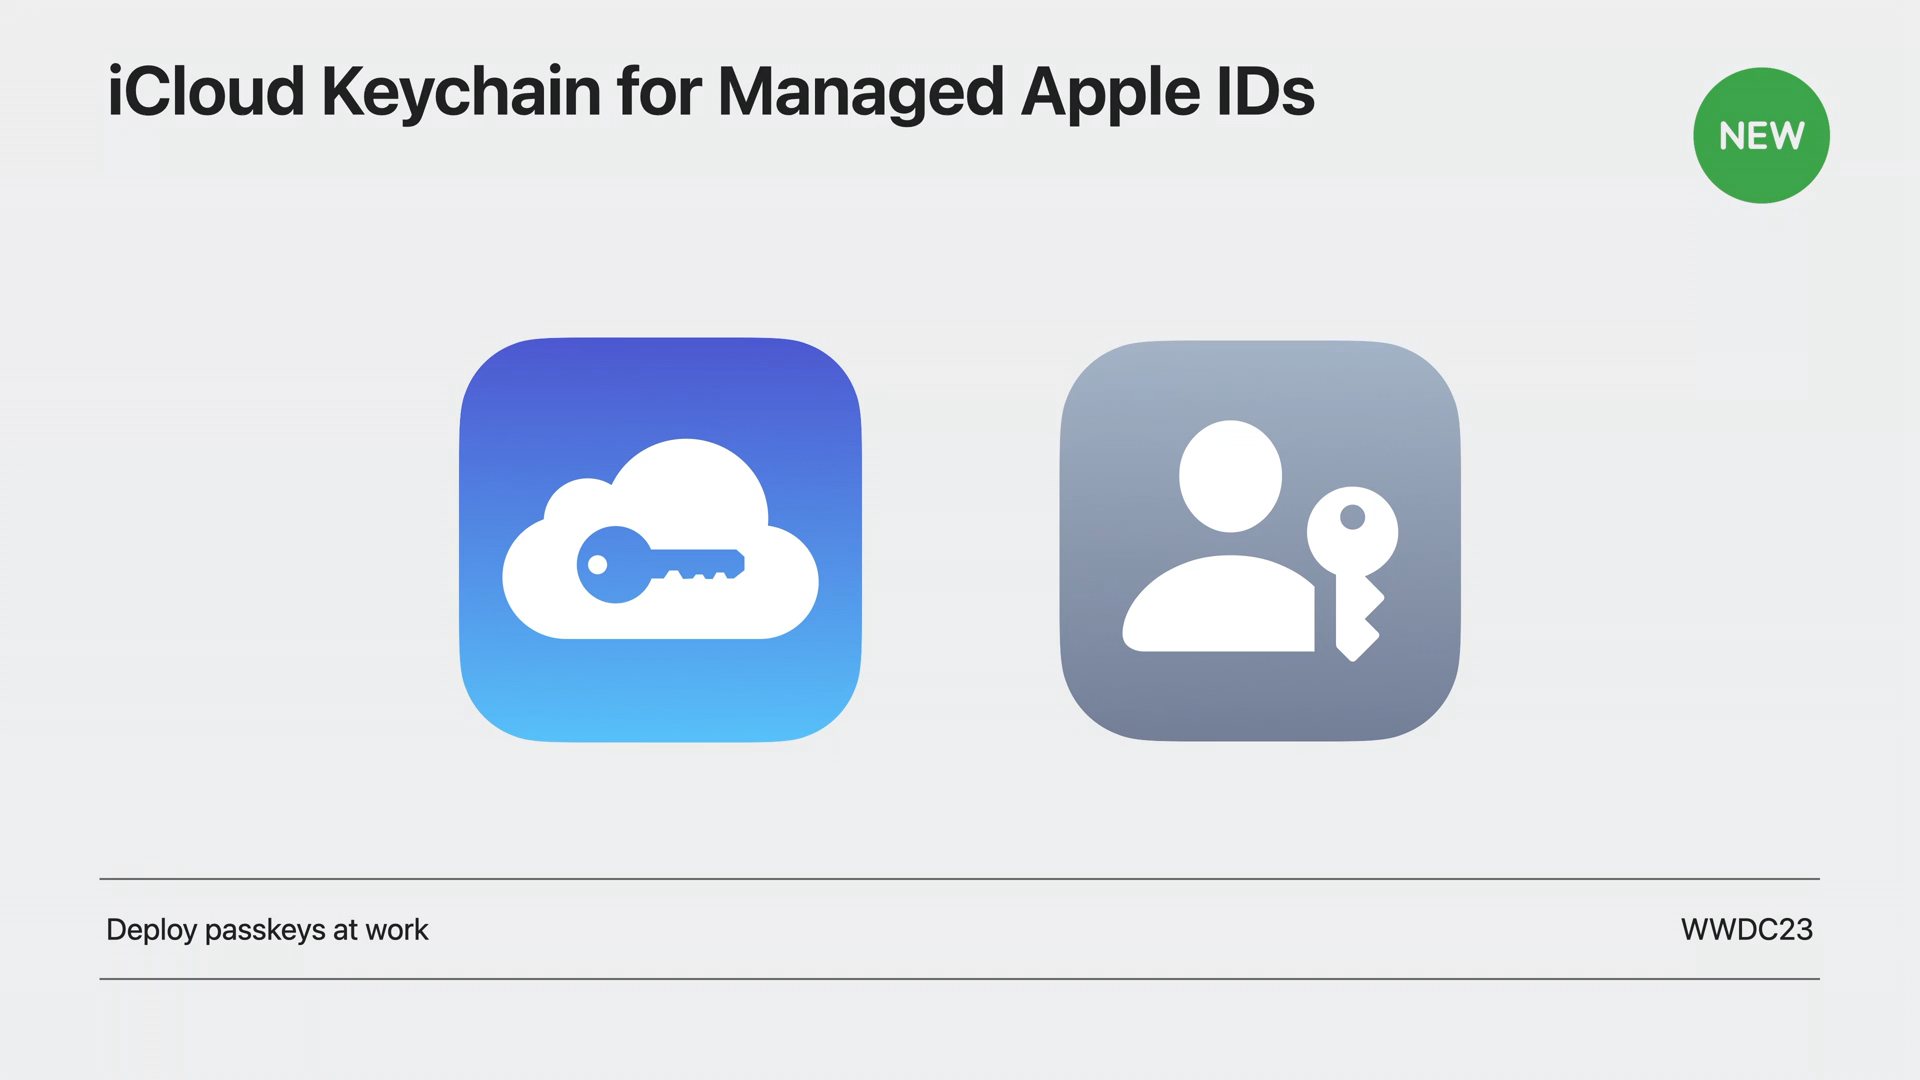 iCloud Keychain for Managed Apple IDs
NEW
Deploy passkeys at work
WWDC23